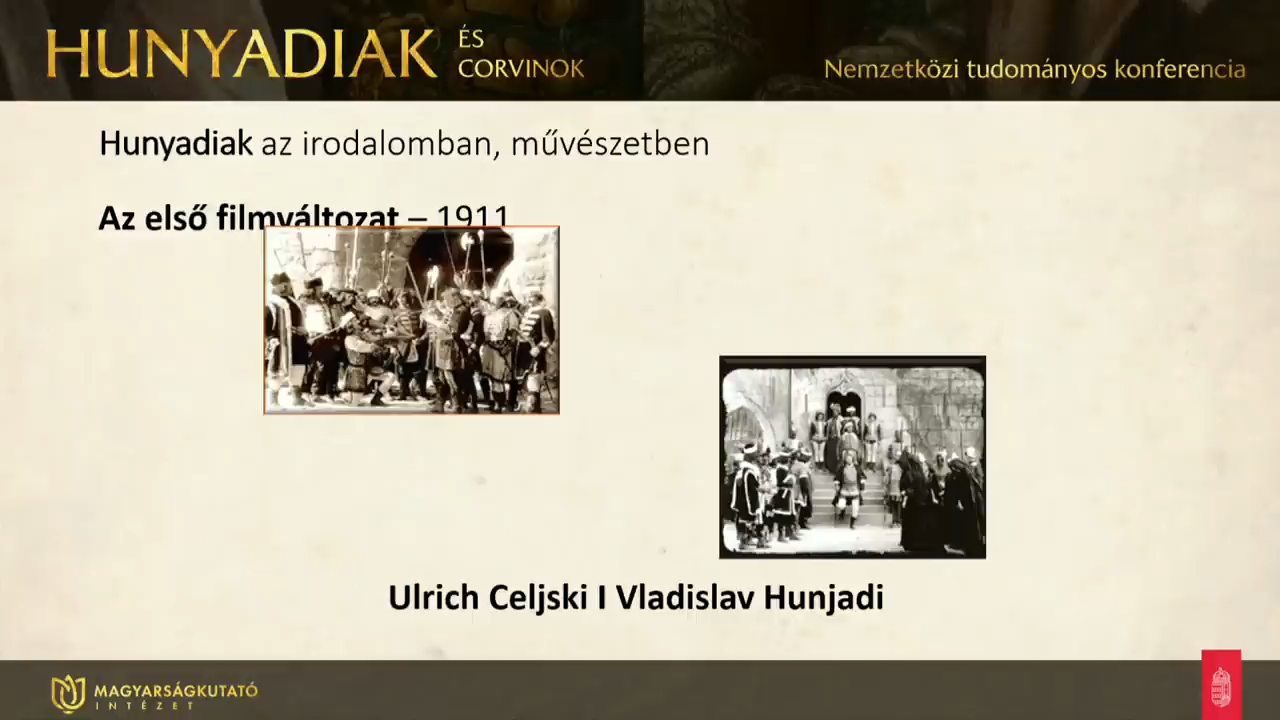 HUNYADIAK
ÉS
CORVINOK
Nemzetközi tudományos konferencia
Hunyadiak az irodalomban, művészetben
Az első filmváltozat – 1911
Ulrich Celjski I Vladislav Hunjadi
MAGYARSÁGKUTATÓ
INTÉZET